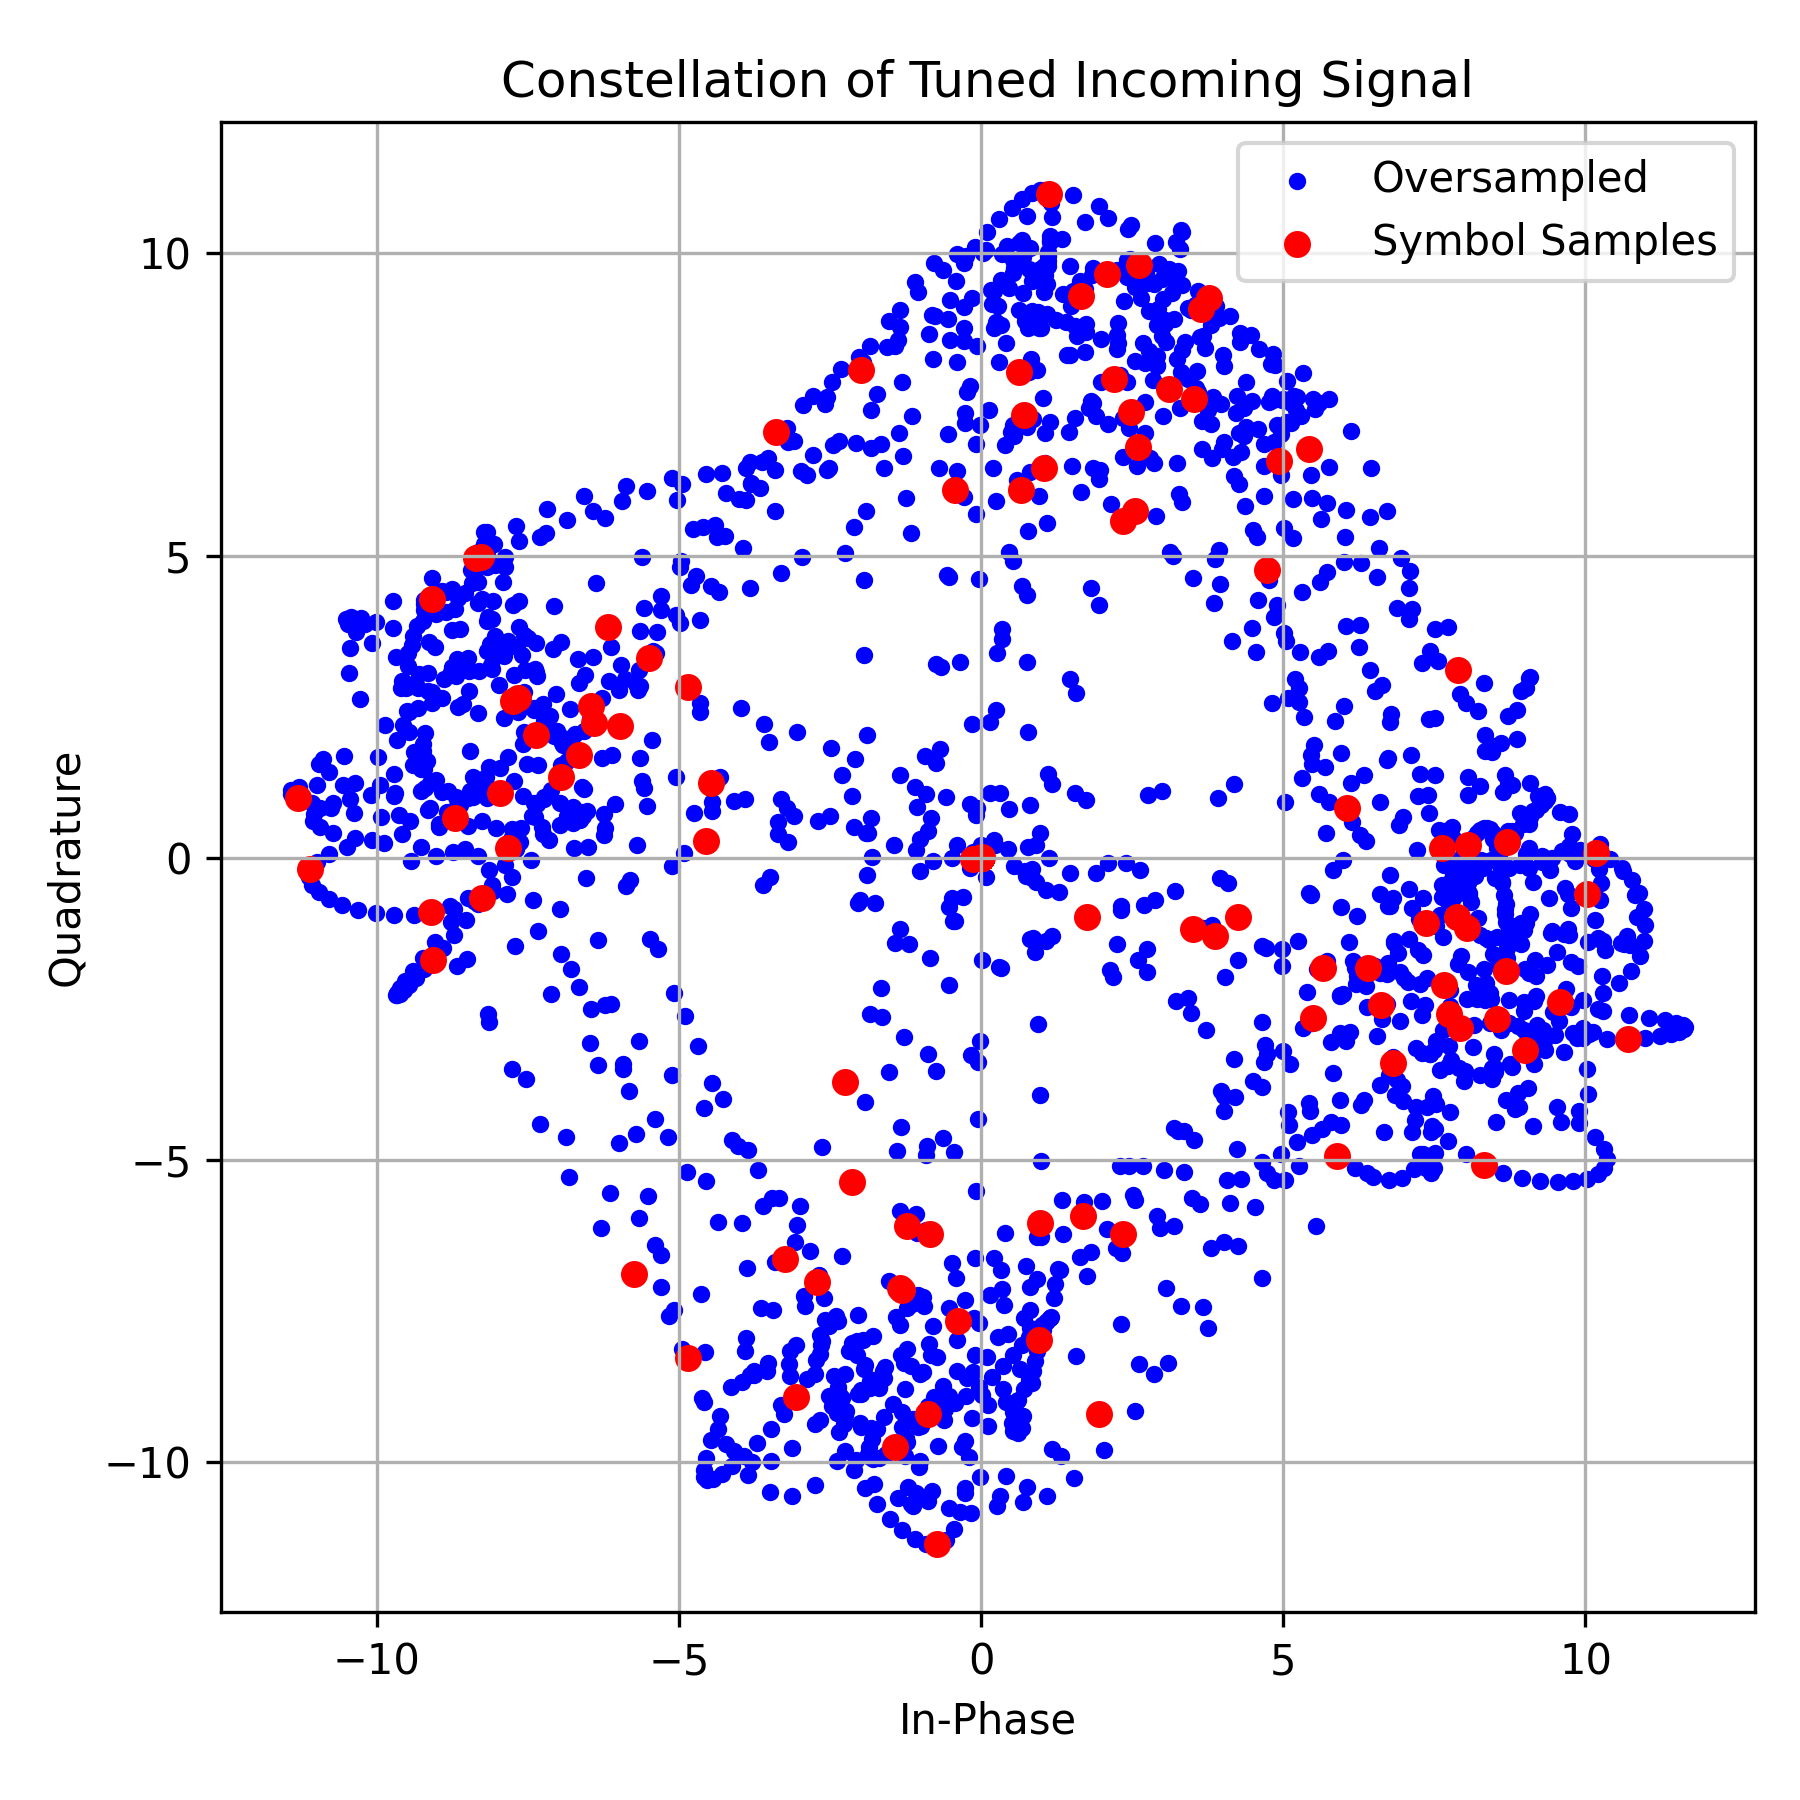 Constellation of Tuned Incoming Signal
Oversampled
Symbol Samples
10
5
0
−5
−10
Quadrature
−10
−5
0
5
10
In-Phase